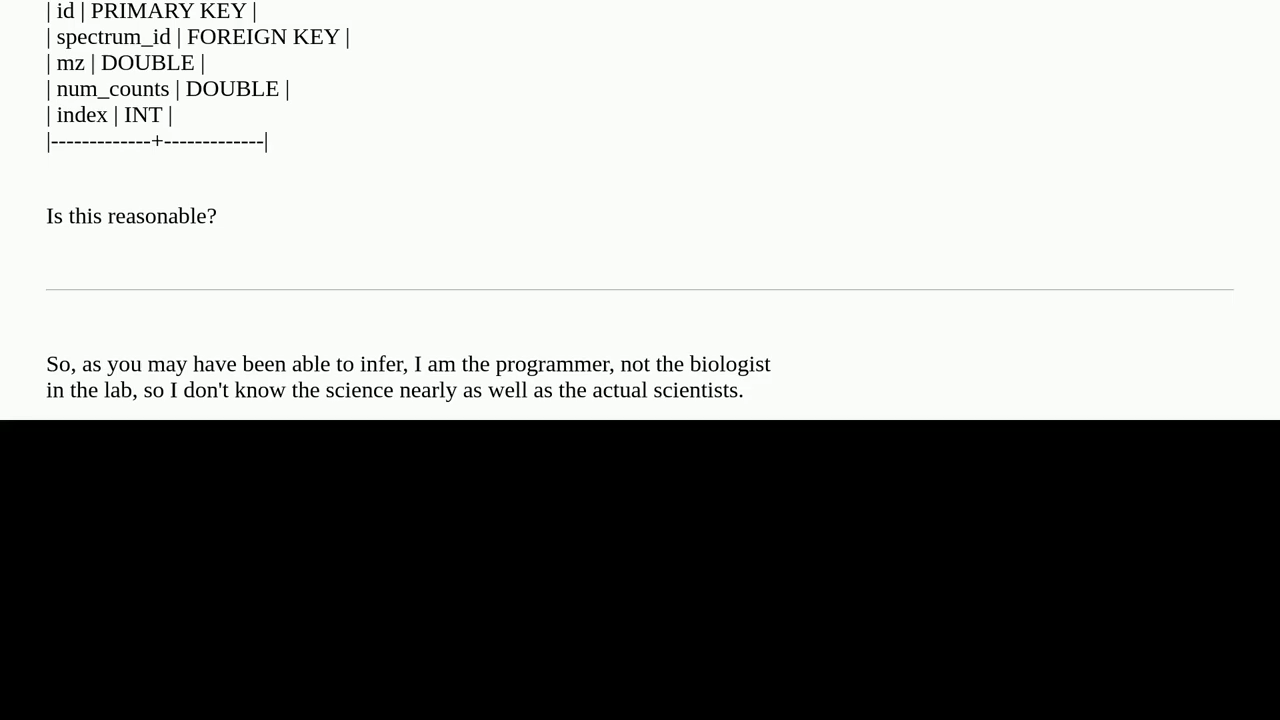 | id | PRIMARY KEY |
| spectrum_id | FOREIGN KEY |
| mz | DOUBLE |
| num_counts | DOUBLE |
| index | INT |
|-------------+-------------|
Is this reasonable?
So, as you may have been able to infer, I am the programmer, not the biologist
in the lab, so I don't know the science nearly as well as the actual scientists.